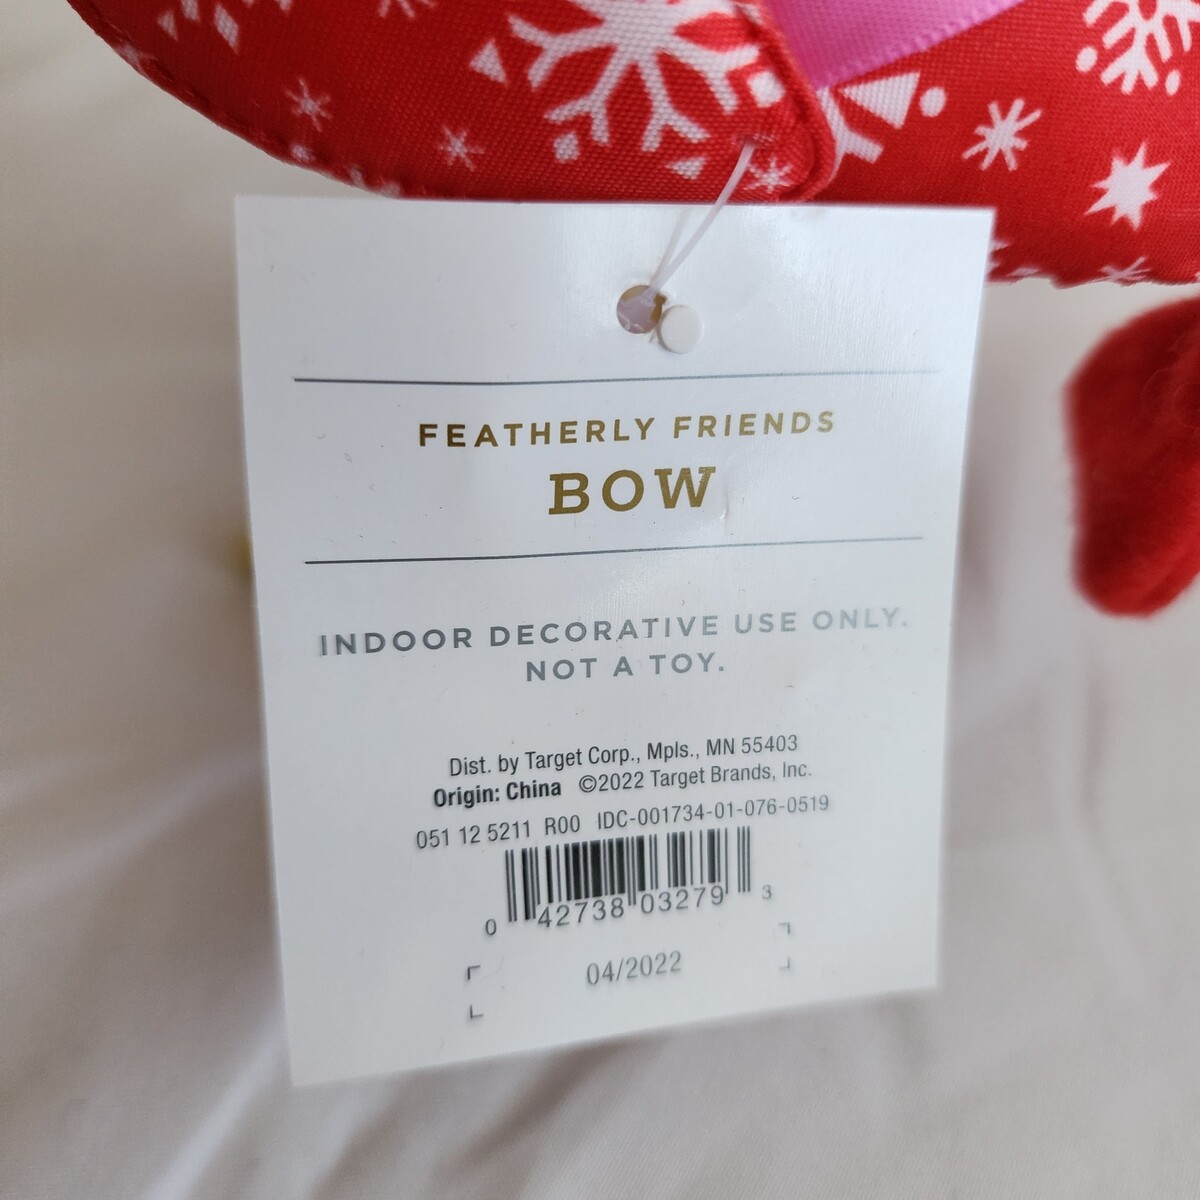 FEATHERLY FRIENDS
BOW
INDOOR DECORATIVE USE ONLY.
NOT A TOY.
Dist. by Target Corp., Mpls., MN 55403
Origin: China ©2022 Target Brands, Inc.
051 12 5211 R00 IDC-001734-01-076-0519
0 42738 03279 3
04/2022